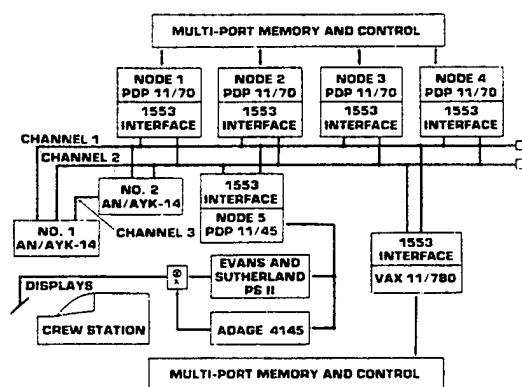 MULTI-PORT MEMORY AND CONTROL
NODE 1
PDP 11/70
1553
INTERFACE
NODE 2
PDP 11/70
1553
INTERFACE
NODE 3
PDP 11/70
1553
INTERFACE
NODE 4
PDP 11/70
1553
INTERFACE
CHANNEL 1
CHANNEL 2
NO. 2
AN/AYK-14
NO. 1
AN/AYK-14
CHANNEL 3
1553
INTERFACE
NODE 5
PDP 11/45
1553
INTERFACE
VAX 11/780
DISPLAYS
EVANS AND
SUTHERLAND
PS II
CREW STATION
ADAGE 4145
MULTI-PORT MEMORY AND CONTROL